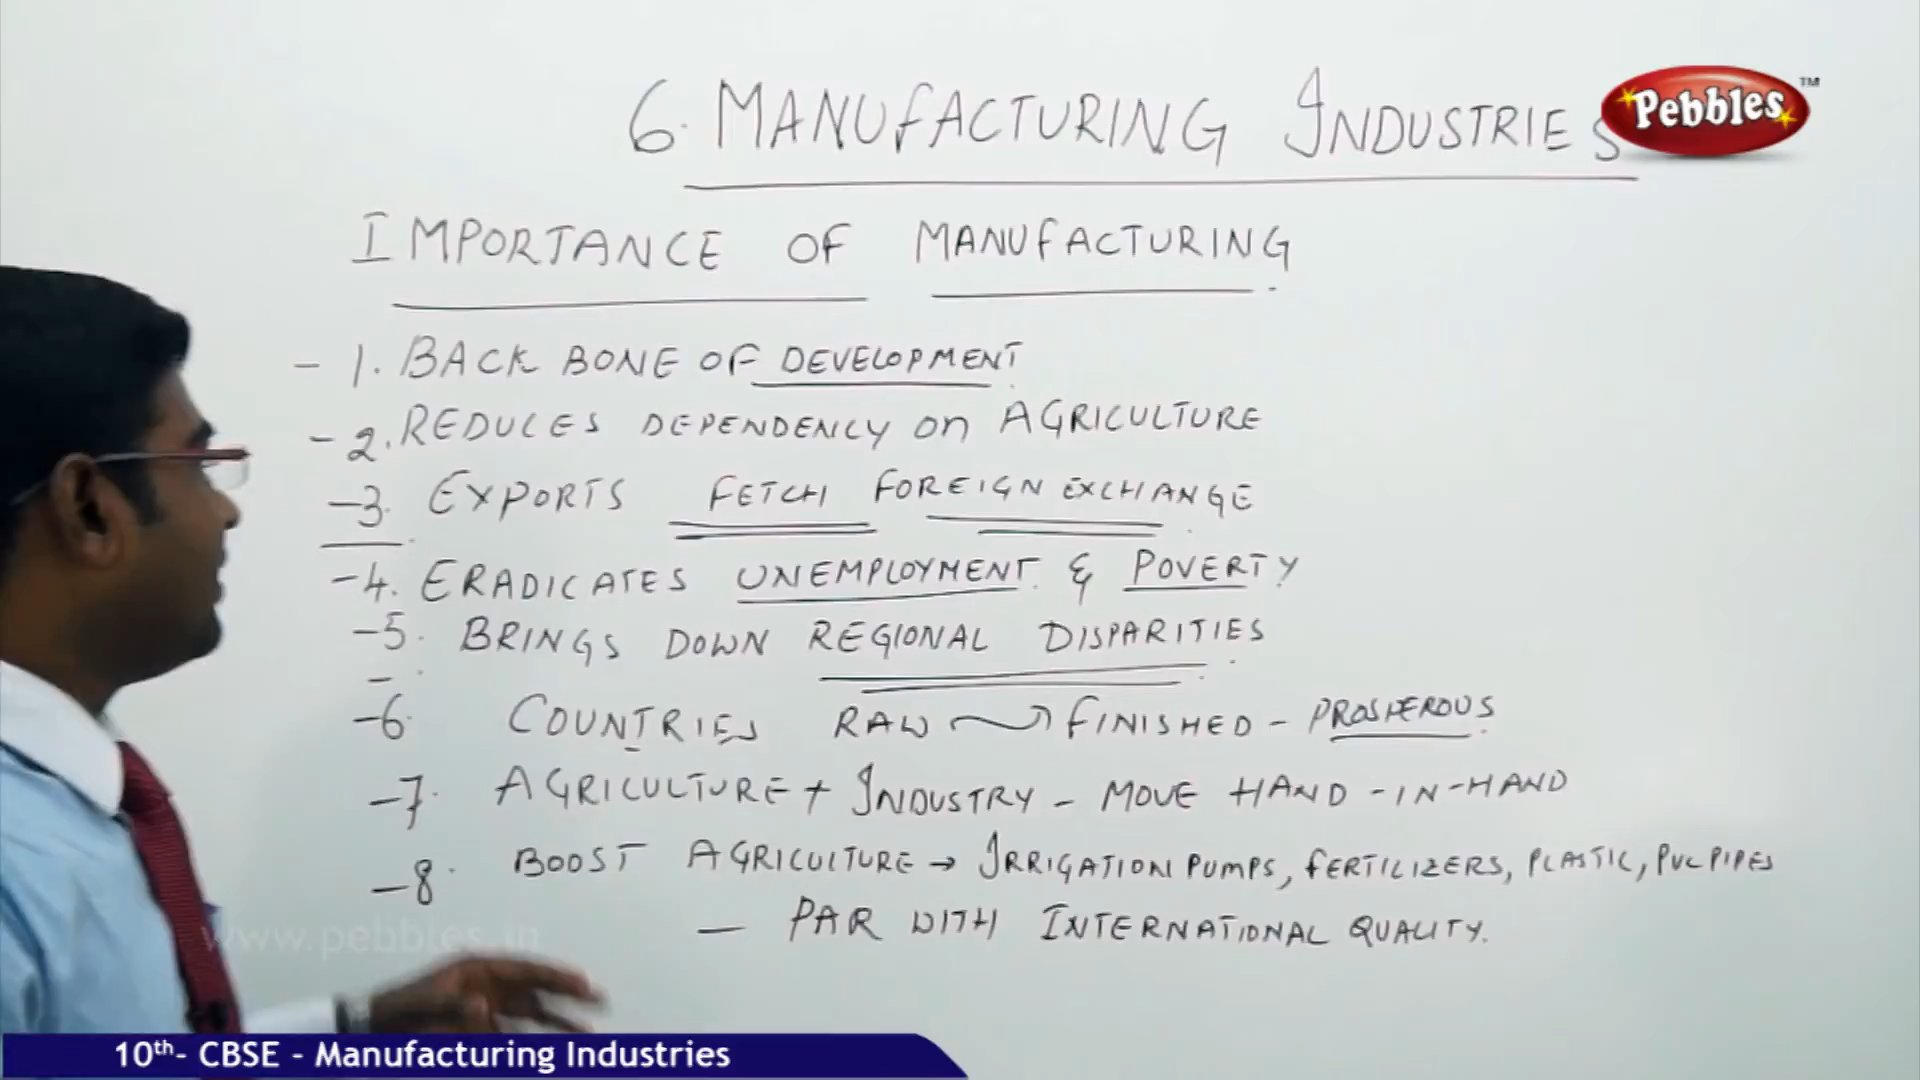 6. MANUFACTURING INDUSTRIES
Pebbles™
IMPORTANCE OF MANUFACTURING
- 1. BACK BONE OF DEVELOPMENT
- 2. REDUCES DEPENDENCY on AGRICULTURE
- 3. EXPORTS FETCH FOREIGN EXCHANGE
- 4. ERADICATES UNEMPLOYMENT & POVERTY
- 5. BRINGS DOWN REGIONAL DISPARITIES
- 6. COUNTRIES RAW → FINISHED - PROSPEROUS
- 7. AGRICULTURE + INDUSTRY - MOVE HAND-IN-HAND
- 8. BOOST AGRICULTURE → IRRIGATION PUMPS, FERTILIZERS, PLASTIC, PVC PIPES
- PAR WITH INTERNATIONAL QUALITY.
www.pebbles.in
10th- CBSE - Manufacturing Industries